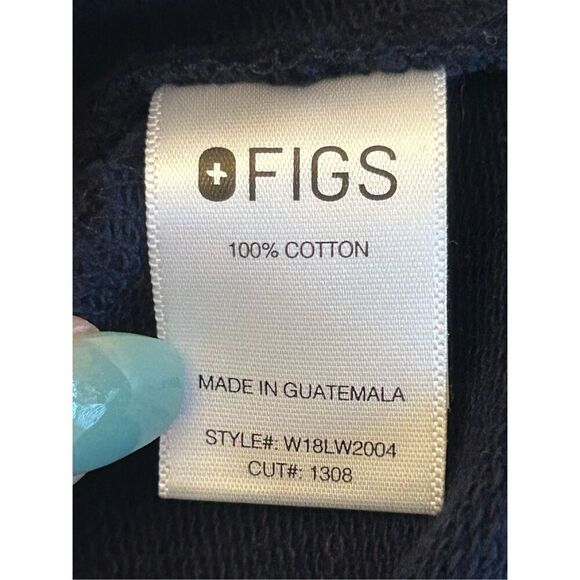 FIGS
100% COTTON
MADE IN GUATEMALA
STYLE#: W18LW2004
CUT#: 1308